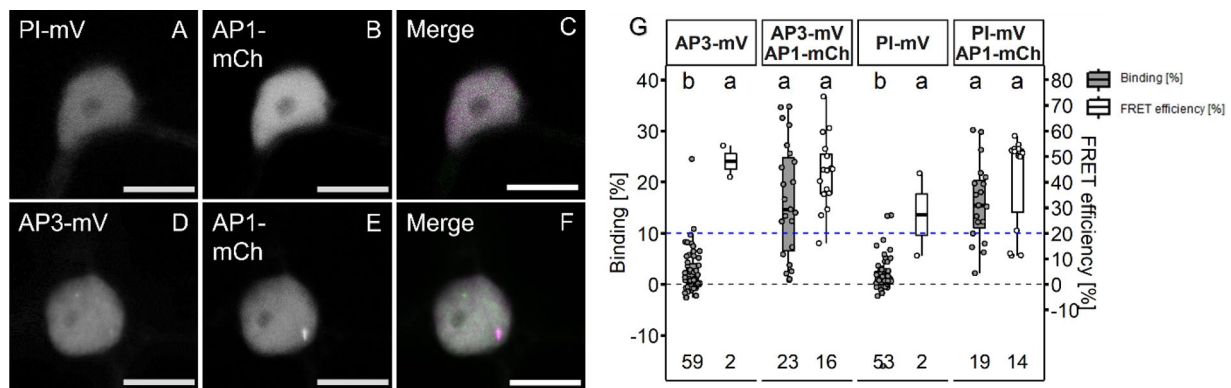 PI-mV A
AP1-mCh B
Merge C
AP3-mV D
AP1-mCh E
Merge F
G
AP3-mV
AP3-mV
AP1-mCh
PI-mV
PI-mV
AP1-mCh
b a a a b a a a
Binding [%]
40
30
20
10
0
-10
80
70
60
50
40
30
20
10
0
-10
FRET efficiency [%]
59 2 23 16 53 2 19 14
Binding [%]
FRET efficiency [%]